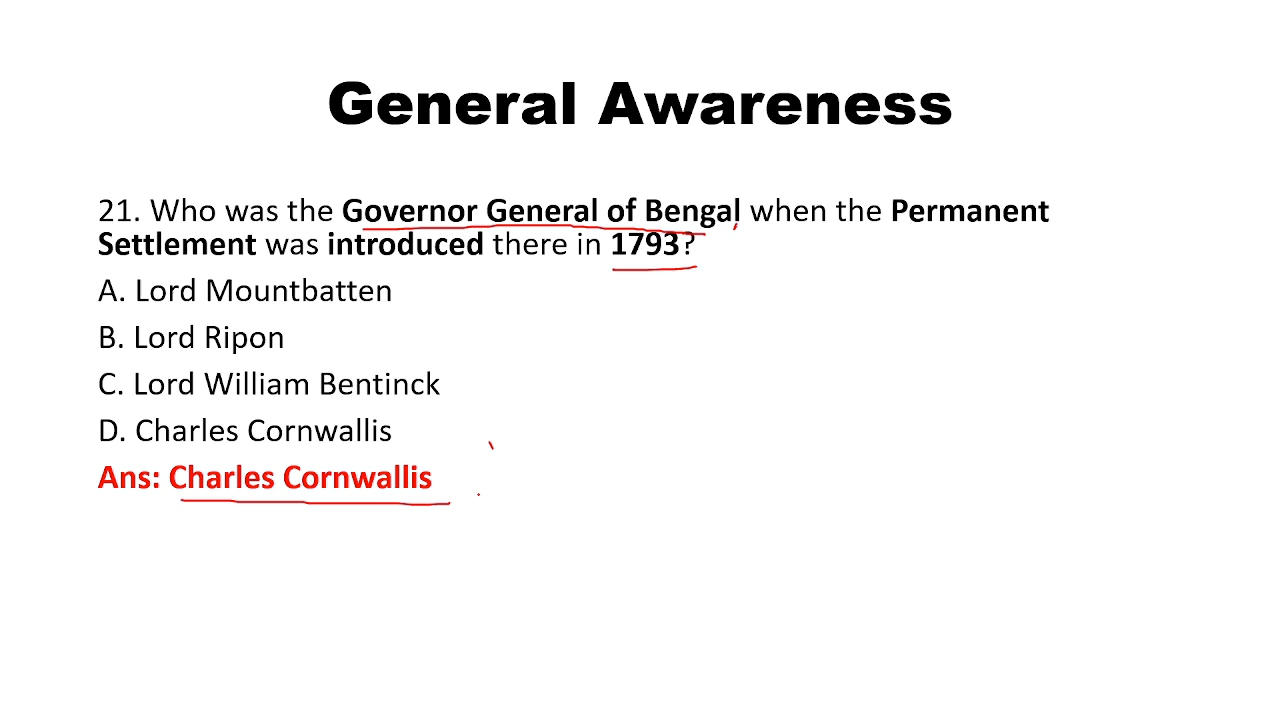 General Awareness
21. Who was the Governor General of Bengal when the Permanent
Settlement was introduced there in 1793?
A. Lord Mountbatten
B. Lord Ripon
C. Lord William Bentinck
D. Charles Cornwallis
Ans: Charles Cornwallis